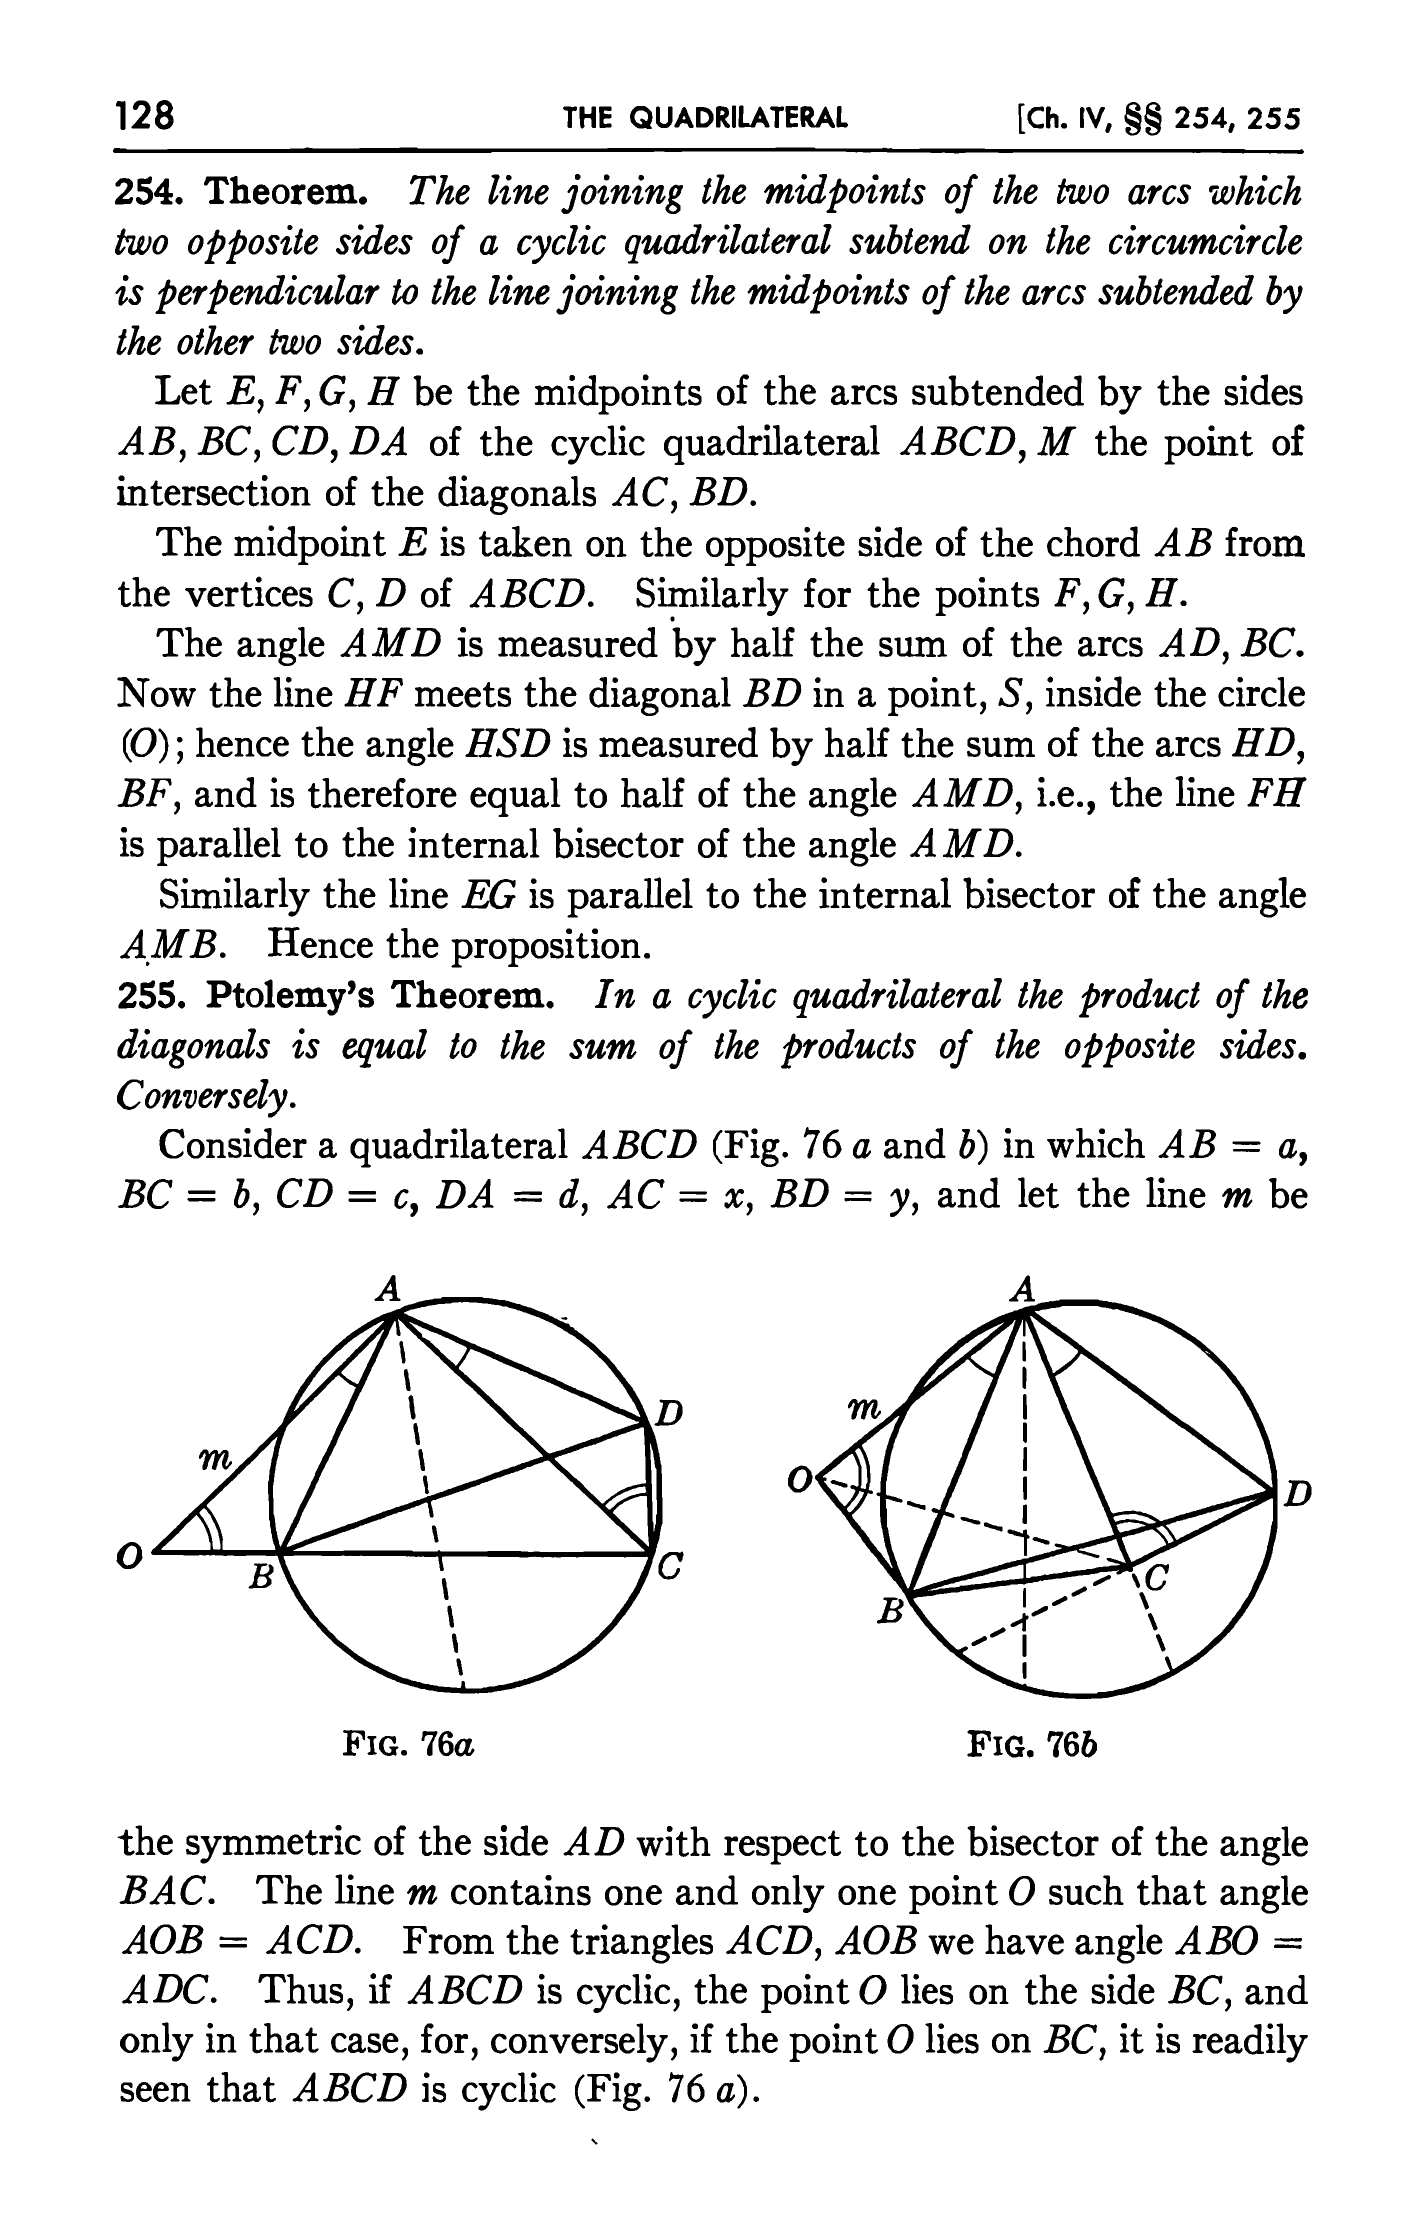 128 THE QUADRILATERAL [Ch. IV, §§ 254, 255
254. Theorem. The line joining the midpoints of the two arcs which
two opposite sides of a cyclic quadrilateral subtend on the circumcircle
is perpendicular to the line joining the midpoints of the arcs subtended by
the other two sides.
Let E, F, G, H be the midpoints of the arcs subtended by the sides
AB, BC, CD, DA of the cyclic quadrilateral ABCD, M the point of
intersection of the diagonals AC, BD.
The midpoint E is taken on the opposite side of the chord AB from
the vertices C, D of ABCD. Similarly for the points F, G, H.
The angle AMD is measured by half the sum of the arcs AD, BC.
Now the line HF meets the diagonal BD in a point, S, inside the circle
(O); hence the angle HSD is measured by half the sum of the arcs HD,
BF, and is therefore equal to half of the angle AMD, i.e., the line FH
is parallel to the internal bisector of the angle AMD.
Similarly the line EG is parallel to the internal bisector of the angle
AMB. Hence the proposition.
255. Ptolemy's Theorem. In a cyclic quadrilateral the product of the
diagonals is equal to the sum of the products of the opposite sides.
Conversely.
Consider a quadrilateral ABCD (Fig. 76 a and b) in which AB = a,
BC = b, CD = c, DA = d, AC = x, BD = y, and let the line m be
A
D
m
O
B
C
FIG. 76a
A
m
O
D
C
B
FIG. 76b
the symmetric of the side AD with respect to the bisector of the angle
BAC. The line m contains one and only one point O such that angle
AOB = ACD. From the triangles ACD, AOB we have angle ABO =
ADC. Thus, if ABCD is cyclic, the point O lies on the side BC, and
only in that case, for, conversely, if the point O lies on BC, it is readily
seen that ABCD is cyclic (Fig. 76 a).